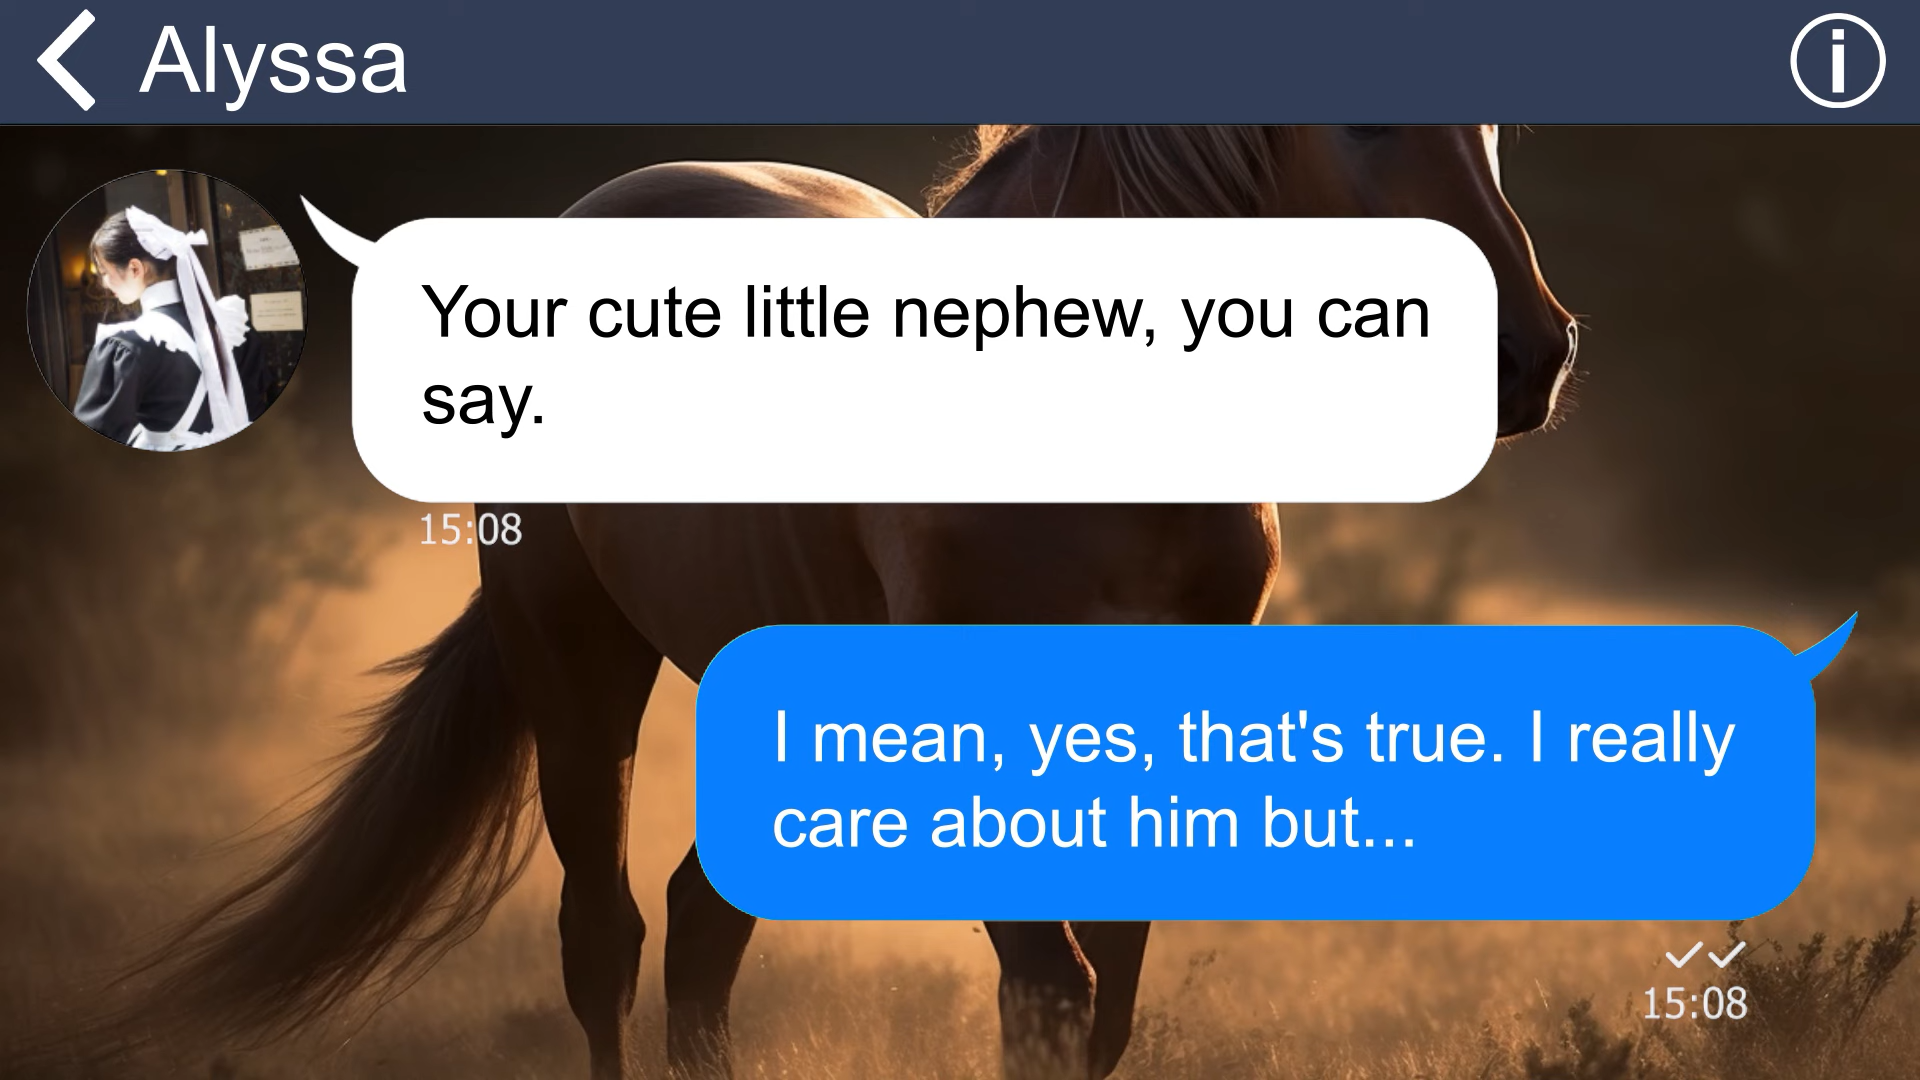 Alyssa
Your cute little nephew, you can
say.
15:08
I mean, yes, that's true. I really
care about him but...
15:08